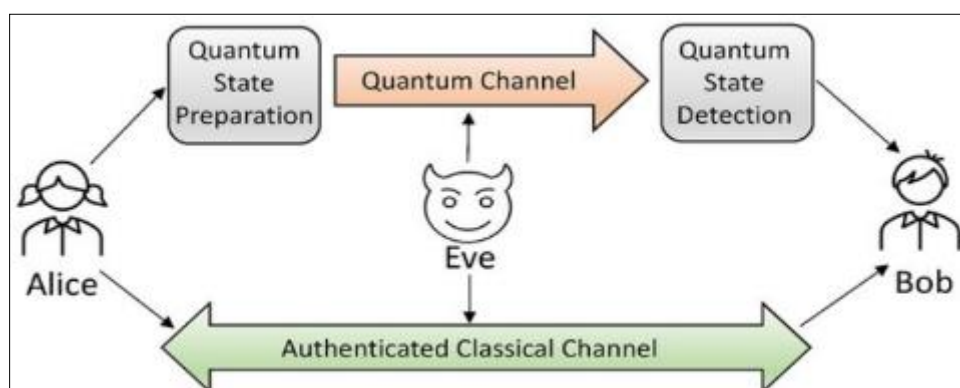 Quantum
State
Preparation
Quantum Channel
Quantum
State
Detection
Eve
Alice
Bob
Authenticated Classical Channel